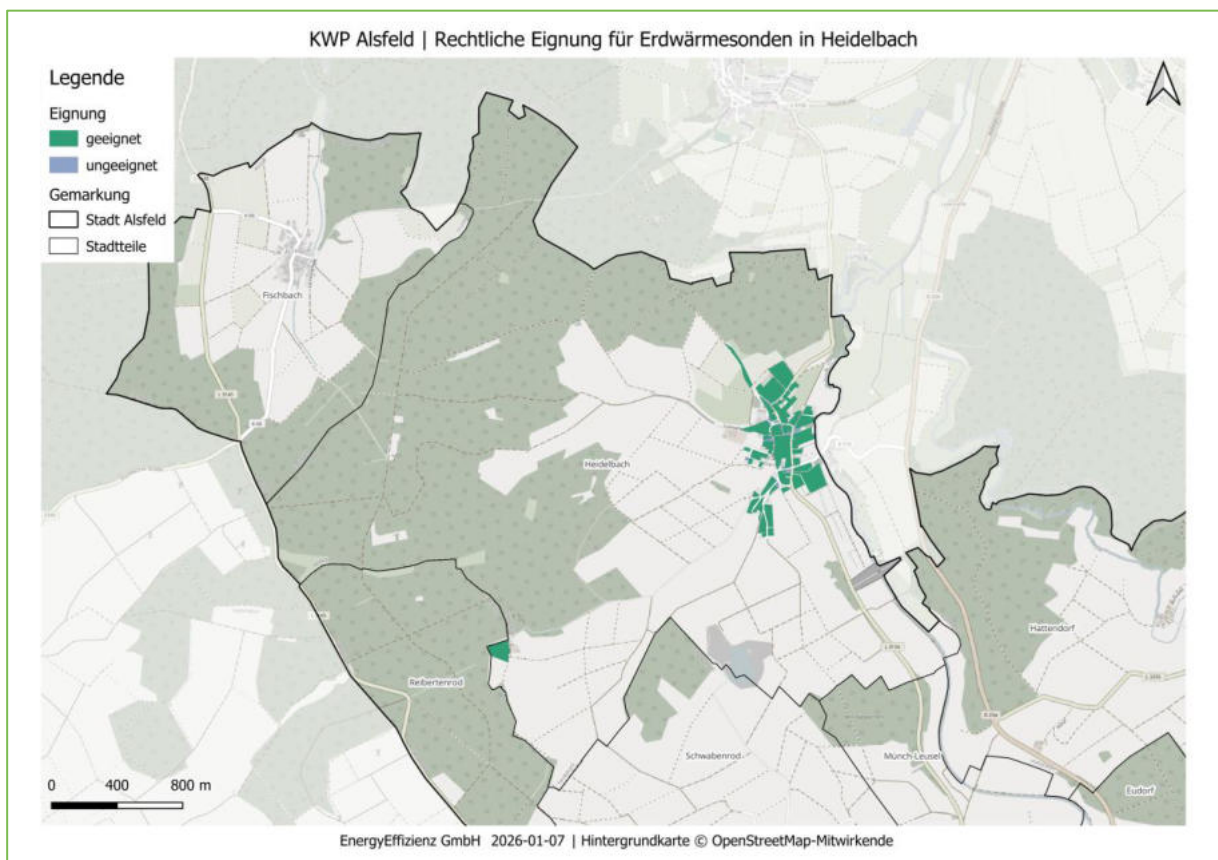 KWP Alsfeld | Rechtliche Eignung für Erdwärmesonden in Heidelbach
Legende
Eignung
geeignet
ungeeignet
Gemarkung
Stadt Alsfeld
Stadtteile
Fischbach
Heidelbach
Hattendorf
Reibertenrod
Schwabenrod
Münch-Leusel
Eudorf
0 400 800 m
EnergyEffizienz GmbH 2026-01-07 | Hintergrundkarte © OpenStreetMap-Mitwirkende